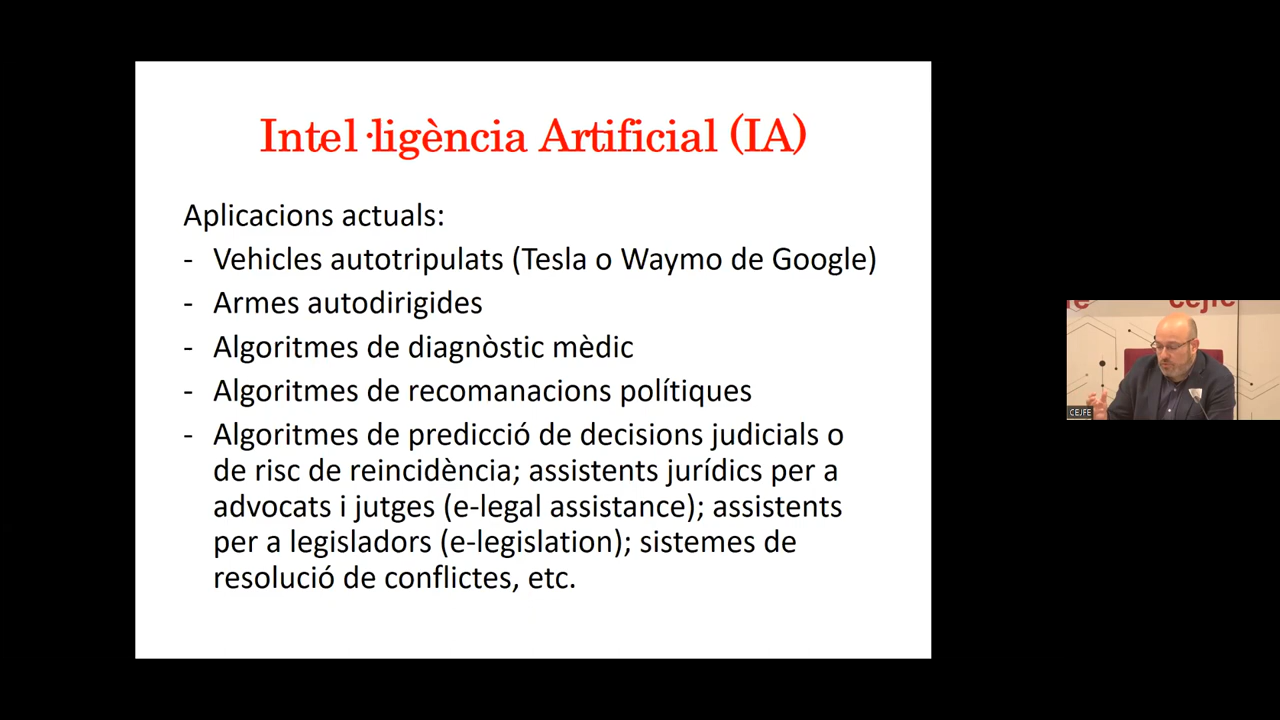 Intel·ligència Artificial (IA)
Aplicacions actuals:
- Vehicles autotripulats (Tesla o Waymo de Google)
- Armes autodirigides
- Algoritmes de diagnòstic mèdic
- Algoritmes de recomanacions polítiques
- Algoritmes de predicció de decisions judicials o
de risc de reincidència; assistents jurídics per a
advocats i jutges (e-legal assistance); assistents
per a legisladors (e-legislation); sistemes de
resolució de conflictes, etc.
cejfe
CEJFE